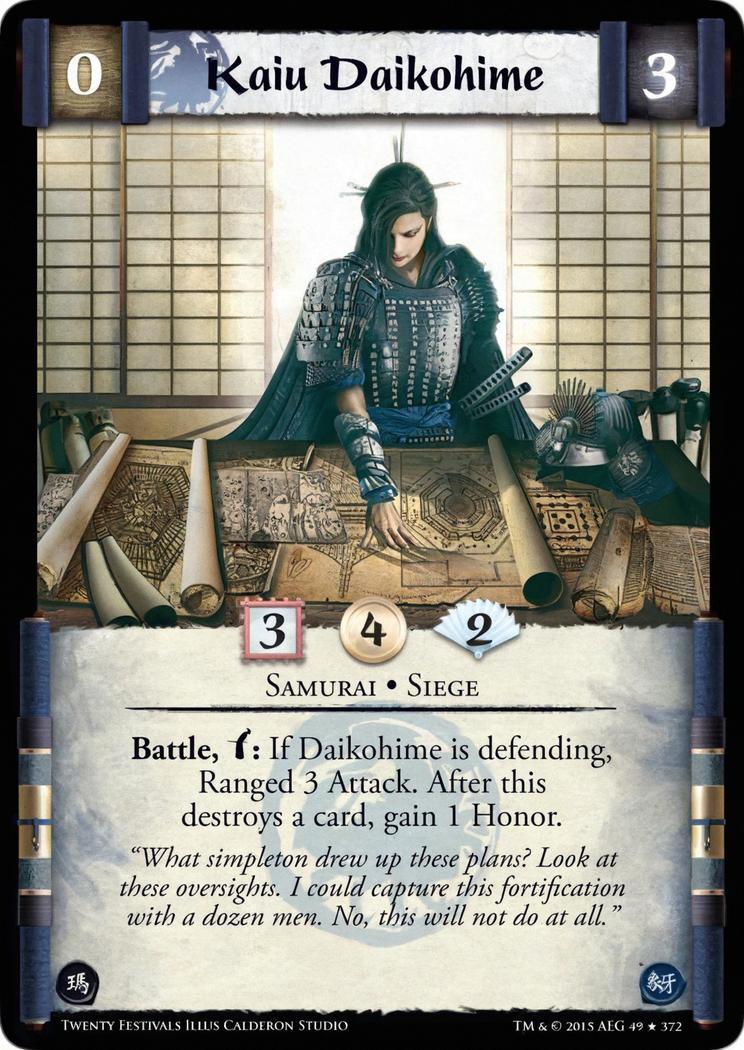 0
Kaiu Daikohime
3
3
4
2
Samurai • Siege
Battle, : If Daikohime is defending,
Ranged 3 Attack. After this
destroys a card, gain 1 Honor.
“What simpleton drew up these plans? Look at
these oversights. I could capture this fortification
with a dozen men. No, this will not do at all.”
瑪
Twenty Festivals Illus Calderon Studio
TM & © 2015 AEG 49 ★ 372